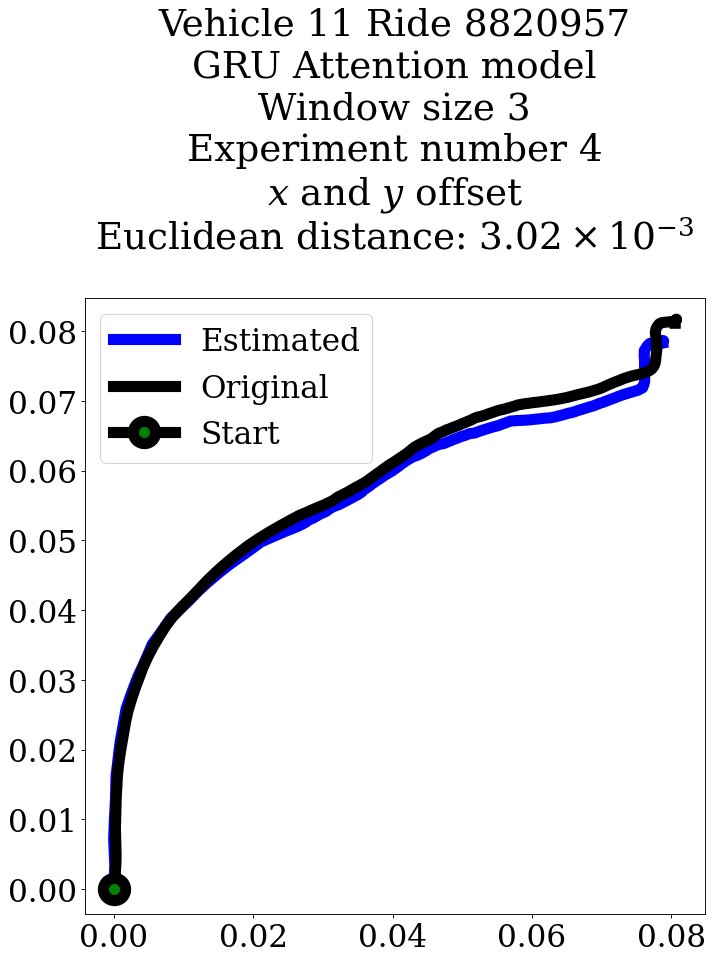 Vehicle 11 Ride 8820957
GRU Attention model
Window size 3
Experiment number 4
x and y offset
Euclidean distance: 3.02 × 10⁻³
Estimated
Original
Start
0.08
0.07
0.06
0.05
0.04
0.03
0.02
0.01
0.00
0.00 0.02 0.04 0.06 0.08